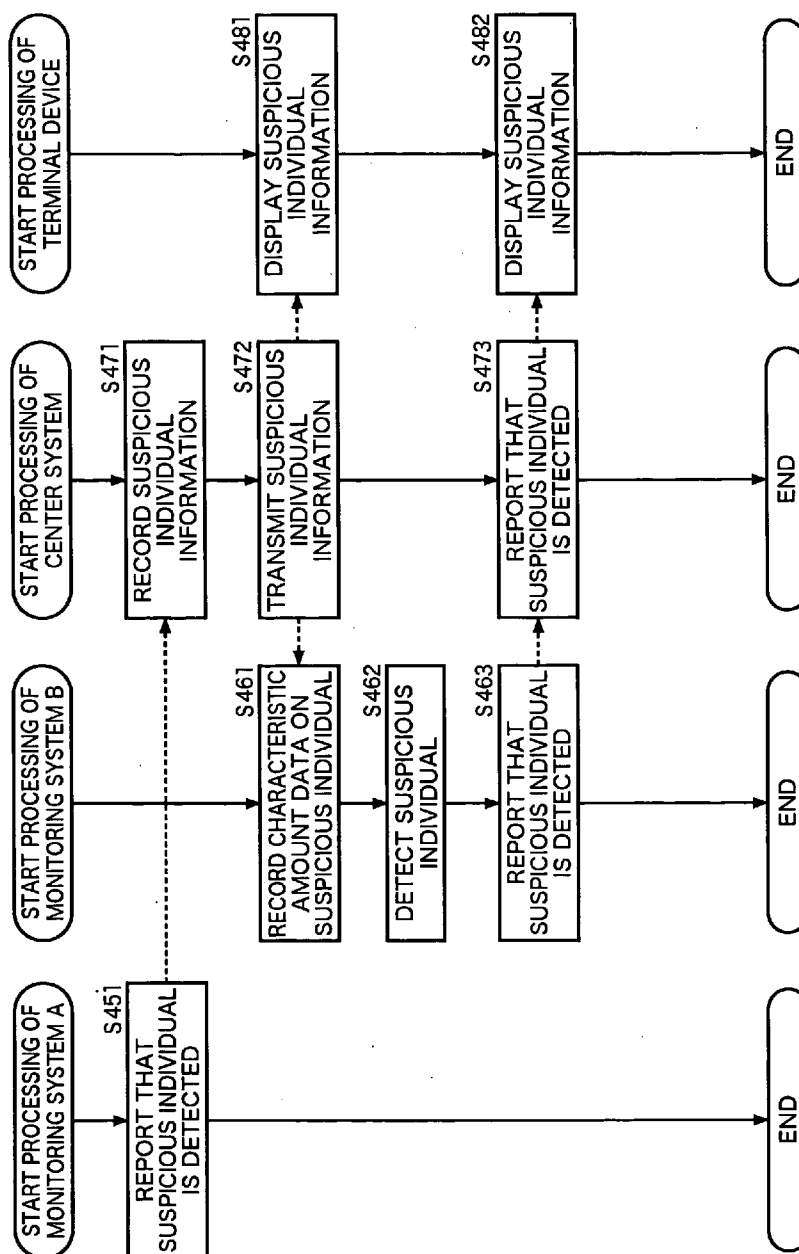 START PROCESSING OF
MONITORING SYSTEM A
S451
REPORT THAT
SUSPICIOUS INDIVIDUAL
IS DETECTED
END
START PROCESSING OF
MONITORING SYSTEM B
S461
RECORD CHARACTERISTIC
AMOUNT DATA ON
SUSPICIOUS INDIVIDUAL
S462
DETECT SUSPICIOUS
INDIVIDUAL
S463
REPORT THAT
SUSPICIOUS INDIVIDUAL
IS DETECTED
END
START PROCESSING OF
CENTER SYSTEM
S471
RECORD SUSPICIOUS
INDIVIDUAL
INFORMATION
S472
TRANSMIT SUSPICIOUS
INDIVIDUAL
INFORMATION
S473
REPORT THAT
SUSPICIOUS INDIVIDUAL
IS DETECTED
END
START PROCESSING OF
TERMINAL DEVICE
S481
DISPLAY SUSPICIOUS
INDIVIDUAL
INFORMATION
S482
DISPLAY SUSPICIOUS
INDIVIDUAL
INFORMATION
END